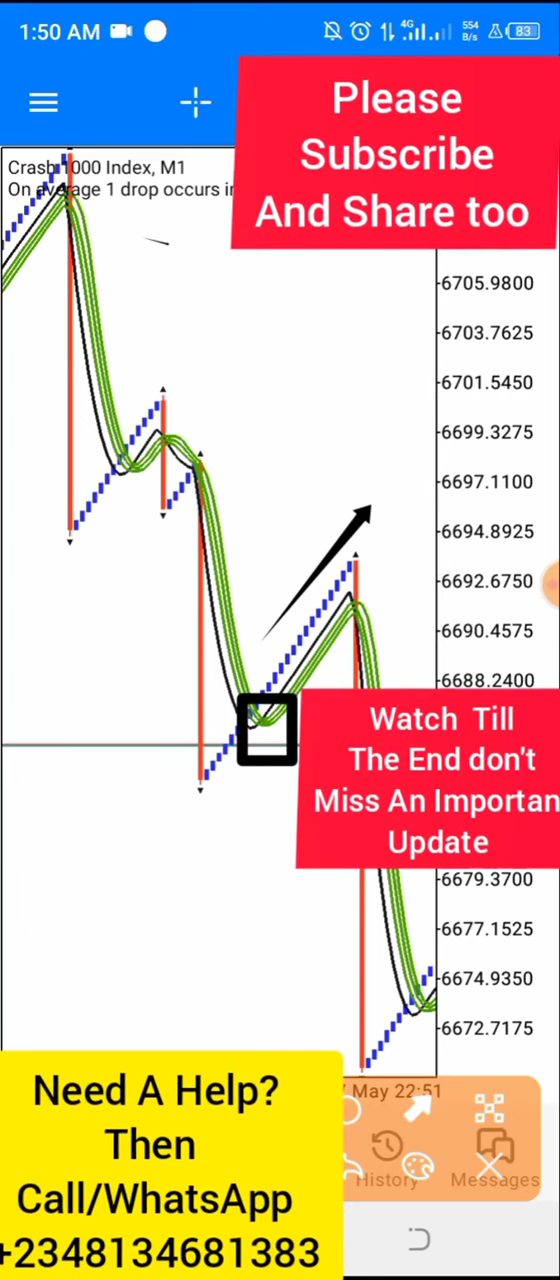 1:50 AM
4G
554
B/s
83
Please
Subscribe
And Share too
Crash 1000 Index, M1
On average 1 drop occurs in
6705.9800
6703.7625
6701.5450
6699.3275
6697.1100
6694.8925
6692.6750
6690.4575
6688.2400
Watch Till
The End don't
Miss An Importan
Update
6679.3700
6677.1525
6674.9350
6672.7175
May 22:51
Need A Help?
Then
Call/WhatsApp
+2348134681383
History
Messages